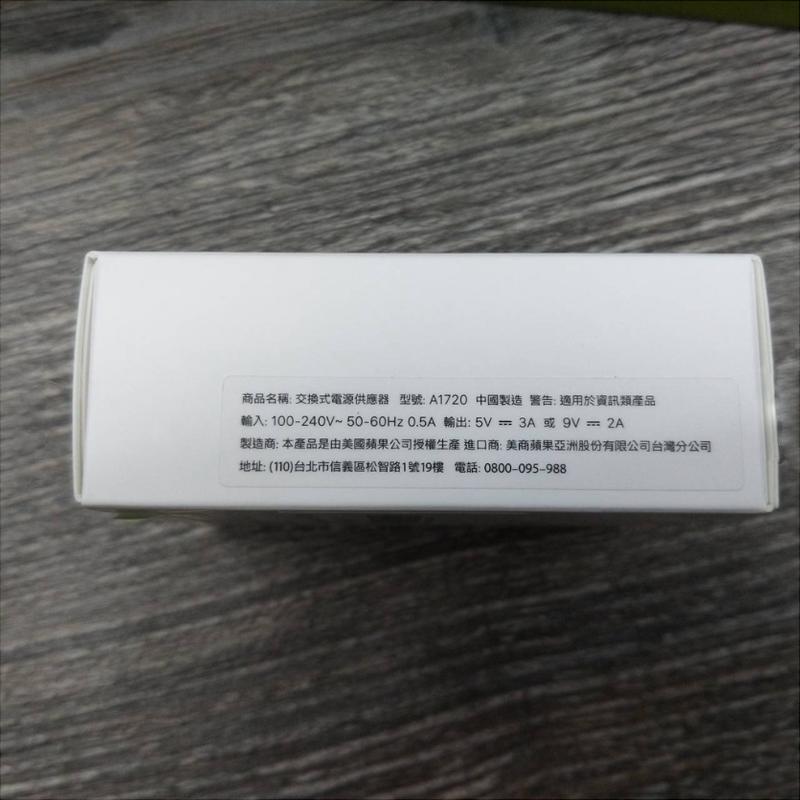 商品名稱: 交換式電源供應器 型號: A1720 中國製造 警告: 適用於資訊類產品
輸入: 100-240V~ 50-60Hz 0.5A 輸出: 5V ⎓ 3A 或 9V ⎓ 2A
製造商: 本產品是由美國蘋果公司授權生產 進口商: 美商蘋果亞洲股份有限公司台灣分公司
地址: (110)台北市信義區松智路1號19樓 電話: 0800-095-988